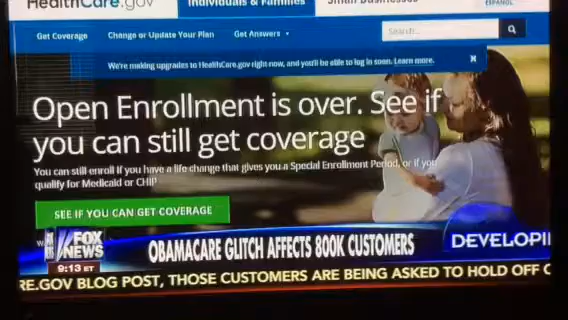 HealthCare.gov
Individuals & Families
Small Businesses
ESPAÑOL
Get Coverage
Change or Update Your Plan
Get Answers
Search
We're making upgrades to HealthCare.gov right now, and you'll be able to log in soon. Learn more.
Open Enrollment is over. See if
you can still get coverage
You can still enroll if you have a life change that gives you a Special Enrollment Period, or if you
qualify for Medicaid or CHIP
SEE IF YOU CAN GET COVERAGE
FOX
NEWS
9:13 ET
OBAMACARE GLITCH AFFECTS 800K CUSTOMERS
DEVELOPI
RE.GOV BLOG POST, THOSE CUSTOMERS ARE BEING ASKED TO HOLD OFF